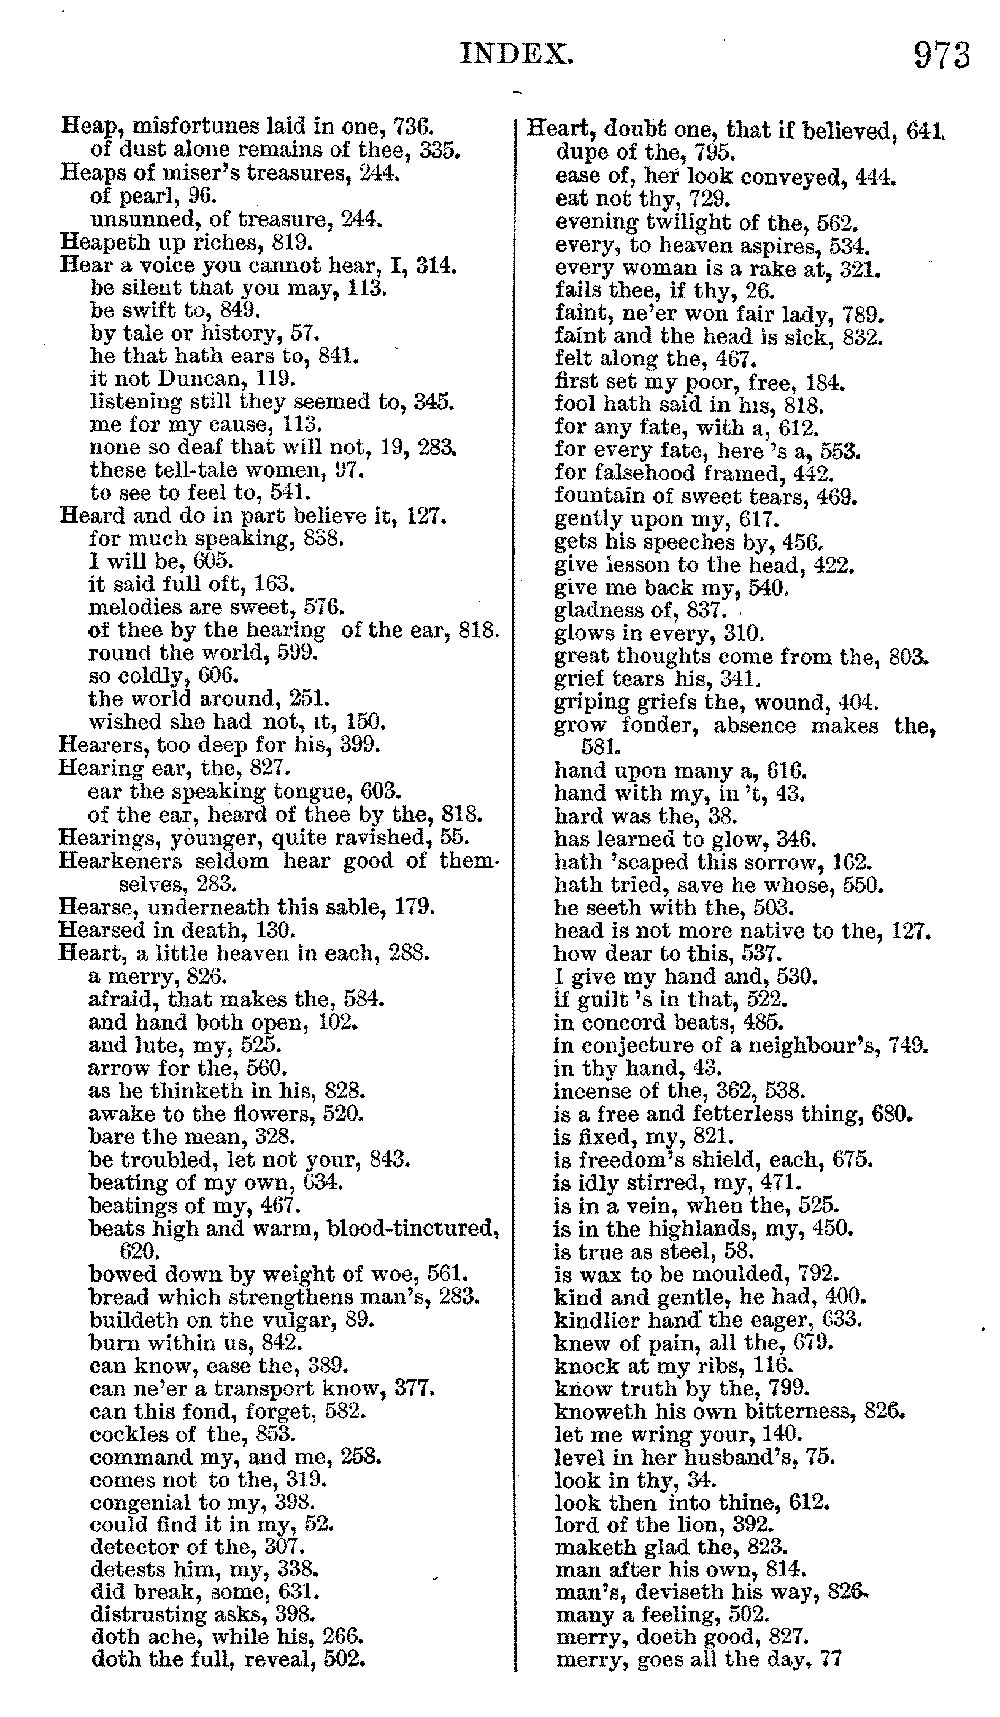 INDEX.
973
Heap, misfortunes laid in one, 736.
of dust alone remains of thee, 335.
Heaps of miser's treasures, 244.
of pearl, 96.
unsunned, of treasure, 244.
Heapeth up riches, 819.
Hear a voice you cannot hear, I, 314.
be silent that you may, 113.
be swift to, 849.
by tale or history, 57.
he that hath ears to, 841.
it not Duncan, 119.
listening still they seemed to, 345.
me for my cause, 113.
none so deaf that will not, 19, 283.
these tell-tale women, 97.
to see to feel to, 541.
Heard and do in part believe it, 127.
for much speaking, 838.
I will be, 605.
it said full oft, 163.
melodies are sweet, 576.
of thee by the hearing of the ear, 818.
round the world, 599.
so coldly, 606.
the world around, 251.
wished she had not, it, 150.
Hearers, too deep for his, 399.
Hearing ear, the, 827.
ear the speaking tongue, 603.
of the ear, heard of thee by the, 818.
Hearings, younger, quite ravished, 55.
Hearkeners seldom hear good of them-
selves, 283.
Hearse, underneath this sable, 179.
Hearsed in death, 130.
Heart, a little heaven in each, 288.
a merry, 826.
afraid, that makes the, 584.
and hand both open, 102.
and lute, my, 525.
arrow for the, 560.
as he thinketh in his, 828.
awake to the flowers, 520.
bare the mean, 328.
be troubled, let not your, 843.
beating of my own, 634.
beatings of my, 467.
beats high and warm, blood-tinctured,
620.
bowed down by weight of woe, 561.
bread which strengthens man's, 283.
buildeth on the vulgar, 89.
burn within us, 842.
can know, ease the, 389.
can ne'er a transport know, 377.
can this fond, forget, 582.
cockles of the, 853.
command my, and me, 258.
comes not to the, 319.
congenial to my, 398.
could find it in my, 52.
detector of the, 307.
detests him, my, 338.
did break, some, 631.
distrusting asks, 398.
doth ache, while his, 266.
doth the full, reveal, 502.
Heart, doubt one, that if believed, 641.
dupe of the, 795.
ease of, her look conveyed, 444.
eat not thy, 729.
evening twilight of the, 562.
every, to heaven aspires, 534.
every woman is a rake at, 321.
fails thee, if thy, 26.
faint, ne'er won fair lady, 789.
faint and the head is sick, 832.
felt along the, 467.
first set my poor, free, 184.
fool hath said in his, 818.
for any fate, with a, 612.
for every fate, here 's a, 553.
for falsehood framed, 442.
fountain of sweet tears, 469.
gently upon my, 617.
gets his speeches by, 456.
give lesson to the head, 422.
give me back my, 540.
gladness of, 837.
glows in every, 310.
great thoughts come from the, 803.
grief tears his, 341.
griping griefs the, wound, 404.
grow fonder, absence makes the,
581.
hand upon many a, 616.
hand with my, in 't, 43.
hard was the, 38.
has learned to glow, 346.
hath 'scaped this sorrow, 162.
hath tried, save he whose, 550.
he seeth with the, 503.
head is not more native to the, 127.
how dear to this, 537.
I give my hand and, 530.
if guilt 's in that, 522.
in concord beats, 485.
in conjecture of a neighbour's, 749.
in thy hand, 43.
incense of the, 362, 538.
is a free and fetterless thing, 680.
is fixed, my, 821.
is freedom's shield, each, 675.
is idly stirred, my, 471.
is in a vein, when the, 525.
is in the highlands, my, 450.
is true as steel, 58.
is wax to be moulded, 792.
kind and gentle, he had, 400.
kindlier hand the eager, 633.
knew of pain, all the, 679.
knock at my ribs, 116.
know truth by the, 799.
knoweth his own bitterness, 826.
let me wring your, 140.
level in her husband's, 75.
look in thy, 34.
look then into thine, 612.
lord of the lion, 392.
maketh glad the, 823.
man after his own, 814.
man's, deviseth his way, 826.
many a feeling, 502.
merry, doeth good, 827.
merry, goes all the day, 77